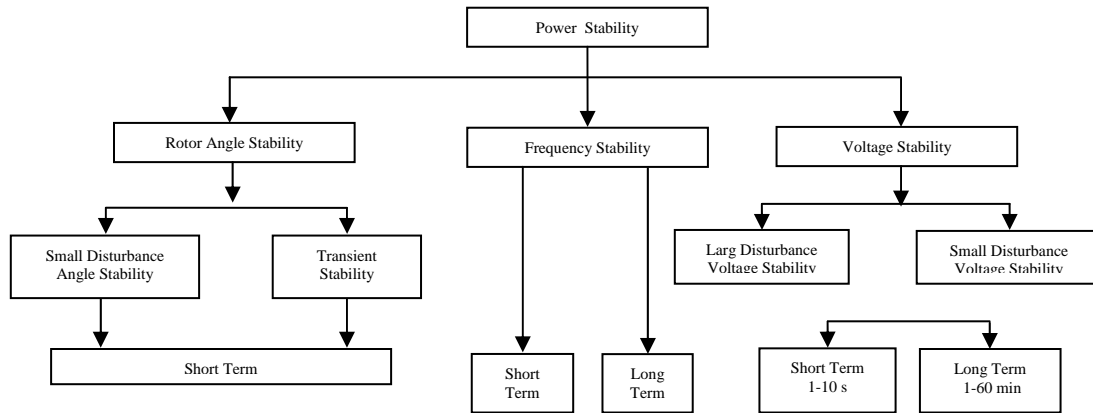 Power Stability
Rotor Angle Stability
Frequency Stability
Voltage Stability
Small Disturbance
Angle Stability
Transient
Stability
Larg Disturbance
Voltage Stability
Small Disturbance
Voltage Stability
Short Term
Short
Term
Long
Term
Short Term
1-10 s
Long Term
1-60 min